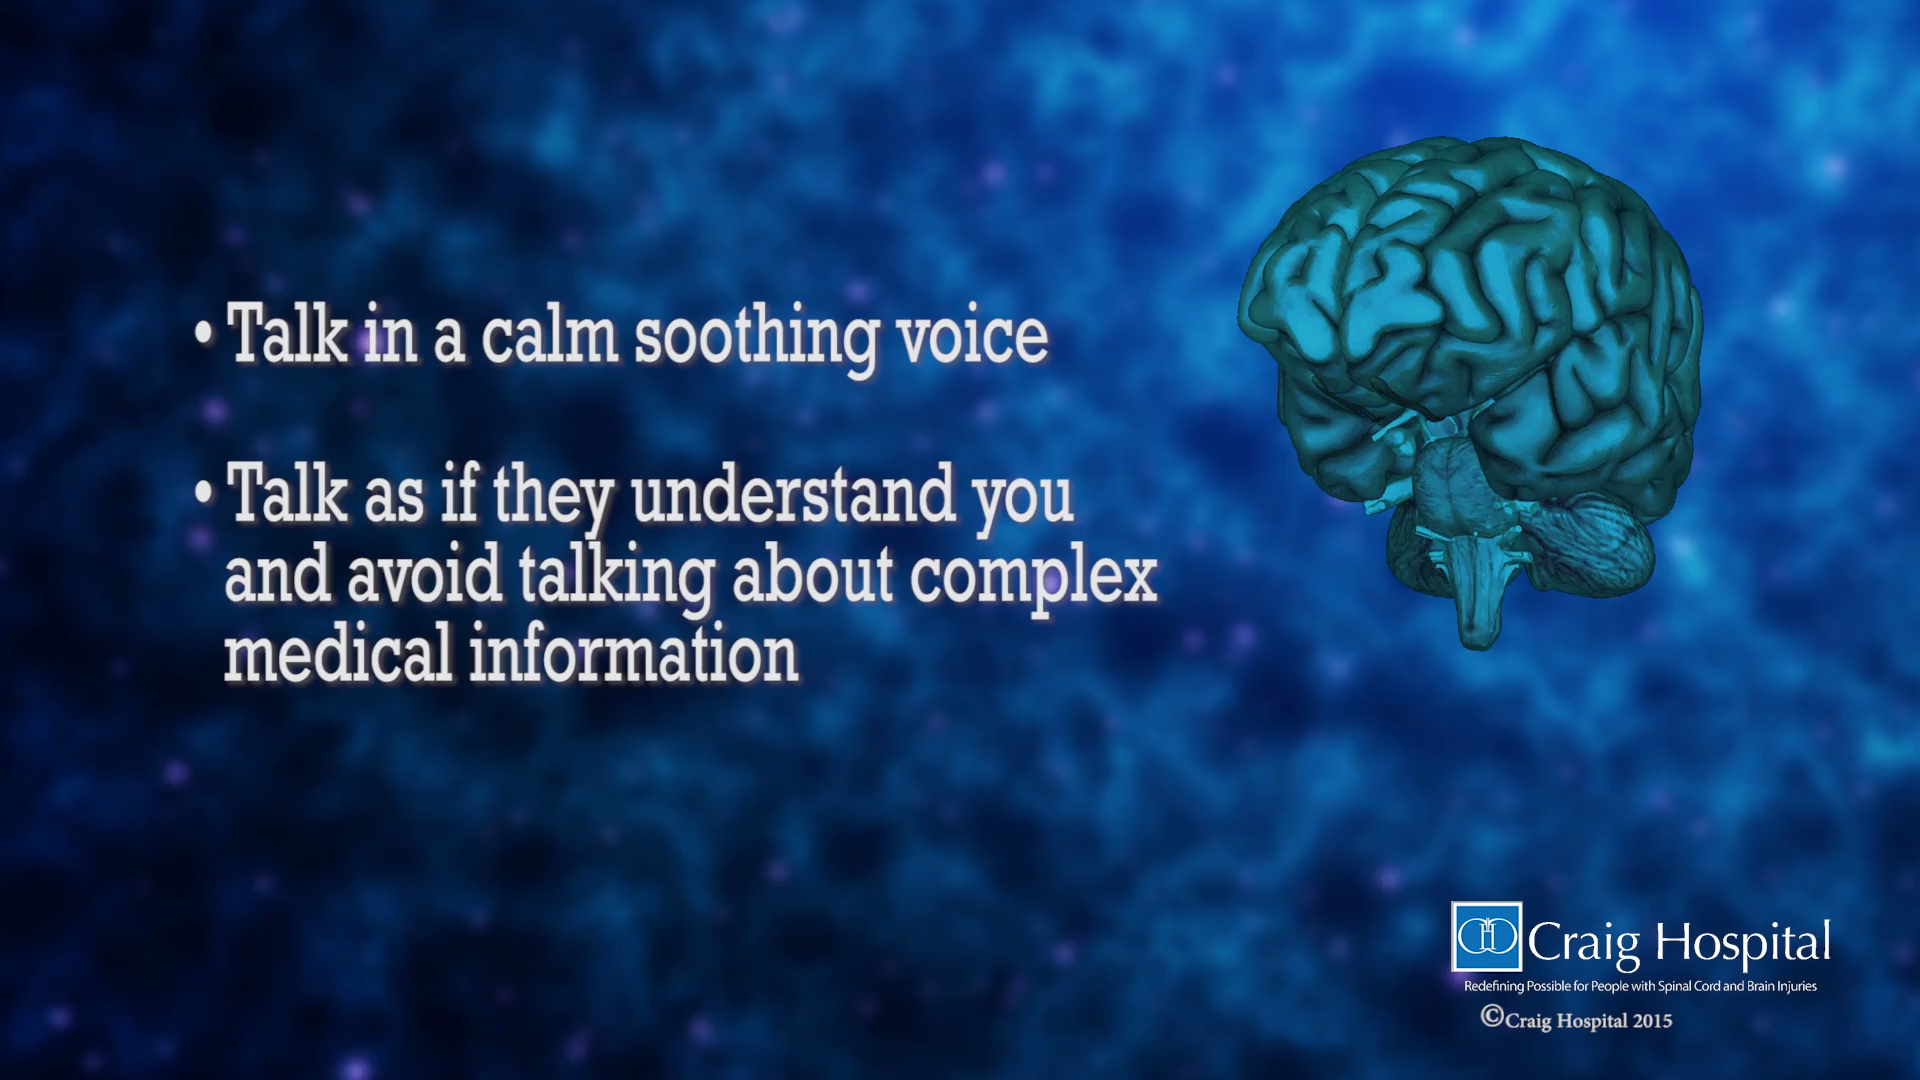 • Talk in a calm soothing voice
• Talk as if they understand you
and avoid talking about complex
medical information
Craig Hospital
Redefining Possible for People with Spinal Cord and Brain Injuries
©Craig Hospital 2015